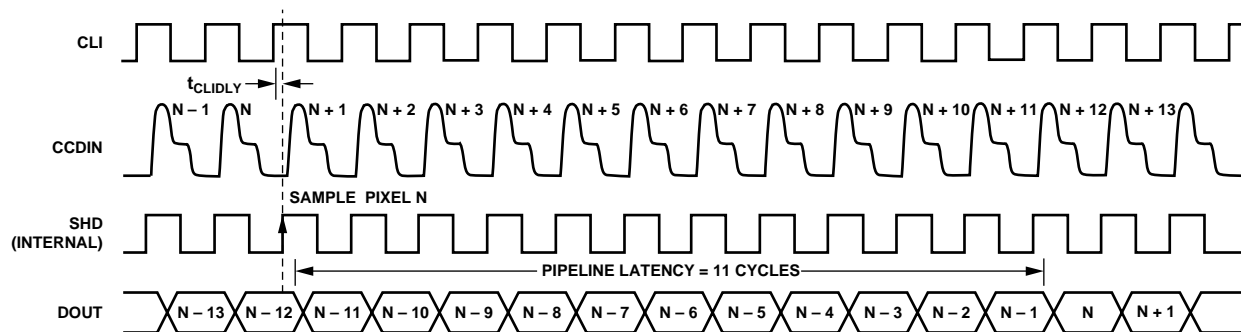 CLI
tCLIDLY
N – 1 N N + 1 N + 2 N + 3 N + 4 N + 5 N + 6 N + 7 N + 8 N + 9 N + 10 N + 11 N + 12 N + 13
CCDIN
SAMPLE PIXEL N
SHD
(INTERNAL)
PIPELINE LATENCY = 11 CYCLES
DOUT N – 13 N – 12 N – 11 N – 10 N – 9 N – 8 N – 7 N – 6 N – 5 N – 4 N – 3 N – 2 N – 1 N N + 1